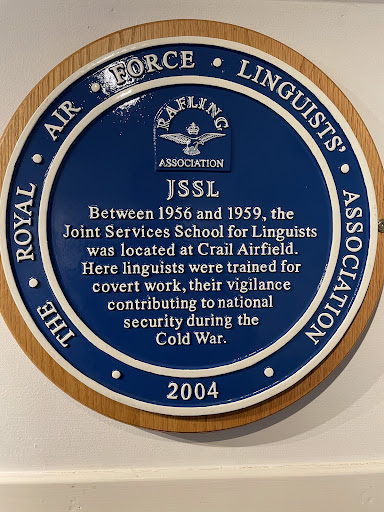 THE • ROYAL • AIR • FORCE • LINGUISTS' • ASSOCIATION
RAFLING
ASSOCIATION
JSSL
Between 1956 and 1959, the
Joint Services School for Linguists
was located at Crail Airfield.
Here linguists were trained for
covert work, their vigilance
contributing to national
security during the
Cold War.
• 2004 •